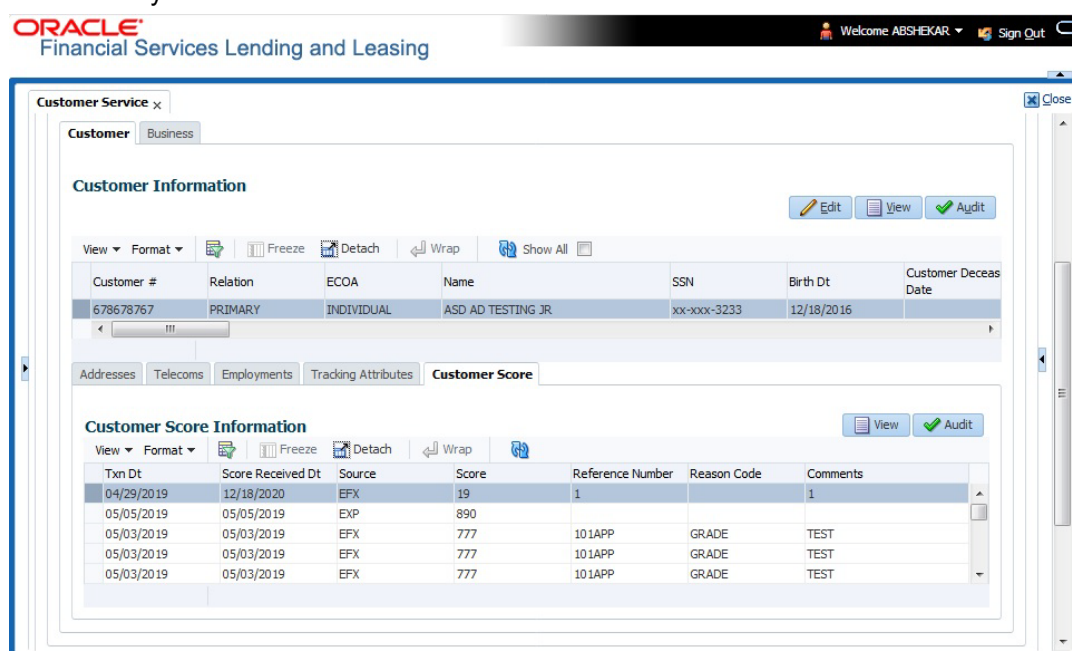 ORACLE
Financial Services Lending and Leasing
Welcome ABSHEKAR Sign Out
Customer Service x
Close
Customer Business
Customer Information
Edit View Audit
View Format Freeze Detach Wrap Show All
Customer # Relation ECOA Name SSN Birth Dt Customer Deceas
Date
678678767 PRIMARY INDIVIDUAL ASD AD TESTING JR xx-xxx-3233 12/18/2016
Addresses Telecoms Employments Tracking Attributes Customer Score
Customer Score Information
View Audit
View Format Freeze Detach Wrap
Txn Dt Score Received Dt Source Score Reference Number Reason Code Comments
04/29/2019 12/18/2020 EFX 19 1 1
05/05/2019 05/05/2019 EXP 890
05/03/2019 05/03/2019 EFX 777 101APP GRADE TEST
05/03/2019 05/03/2019 EFX 777 101APP GRADE TEST
05/03/2019 05/03/2019 EFX 777 101APP GRADE TEST